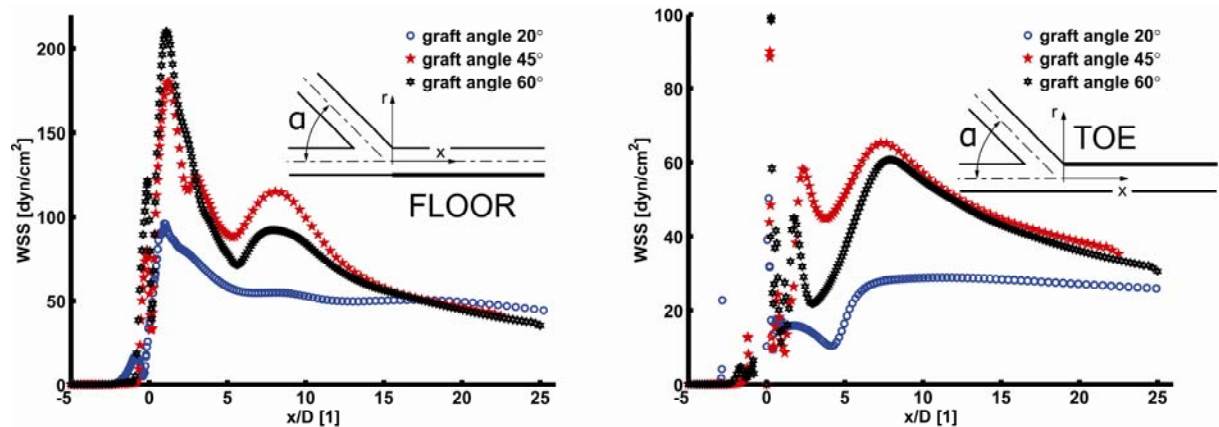 200
150
100
50
0
-5
0
5
10
15
20
25
WSS [dyn/cm²]
x/D [1]
graft angle 20°
graft angle 45°
graft angle 60°
r
a
x
FLOOR
100
80
60
40
20
0
-5
0
5
10
15
20
25
WSS [dyn/cm²]
x/D [1]
graft angle 20°
graft angle 45°
graft angle 60°
r
a
TOE
x